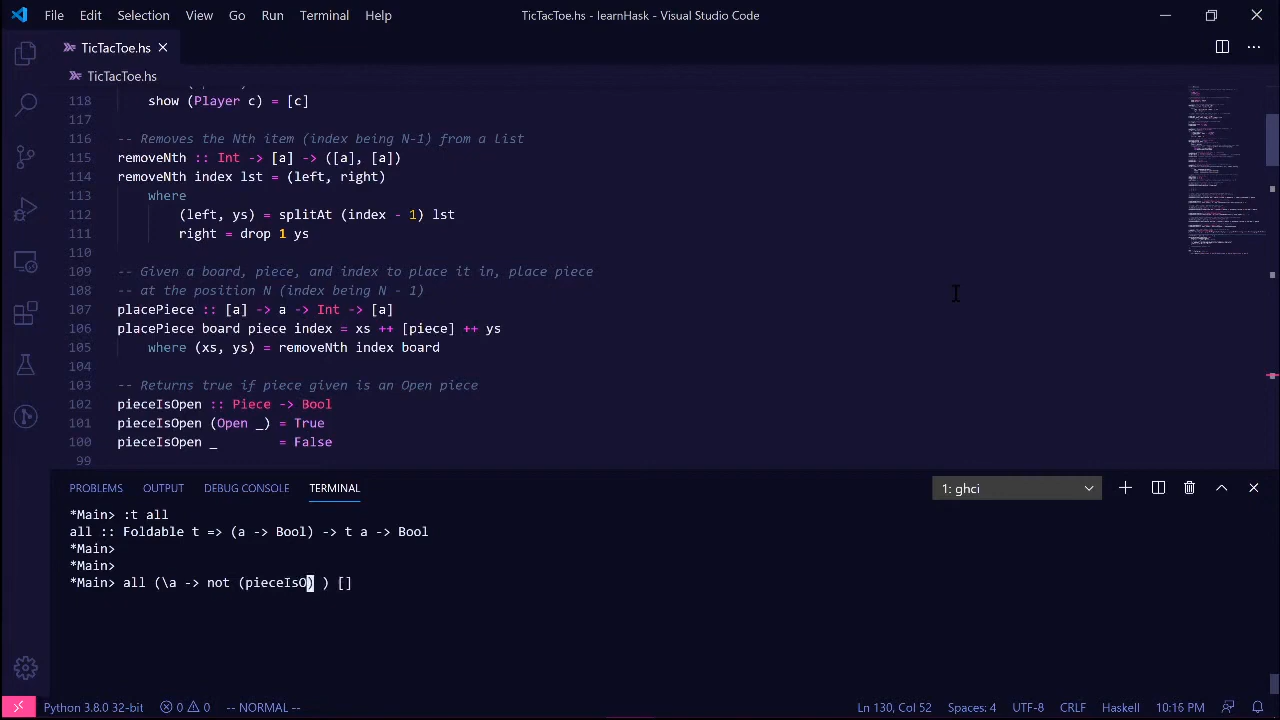 File Edit Selection View Go Run Terminal Help TicTacToe.hs - learnHask - Visual Studio Code
TicTacToe.hs
TicTacToe.hs
118 show (Player c) = [c]
117
116 -- Removes the Nth item (index being N-1) from a list
115 removeNth :: Int -> [a] -> ([a], [a])
114 removeNth index lst = (left, right)
113 where
112 (left, ys) = splitAt (index - 1) lst
111 right = drop 1 ys
110
109 -- Given a board, piece, and index to place it in, place piece
108 -- at the position N (index being N - 1)
107 placePiece :: [a] -> a -> Int -> [a]
106 placePiece board piece index = xs ++ [piece] ++ ys
105 where (xs, ys) = removeNth index board
104
103 -- Returns true if piece given is an Open piece
102 pieceIsOpen :: Piece -> Bool
101 pieceIsOpen (Open _) = True
100 pieceIsOpen _ = False
99
PROBLEMS OUTPUT DEBUG CONSOLE TERMINAL 1: ghci
*Main> :t all
all :: Foldable t => (a -> Bool) -> t a -> Bool
*Main>
*Main>
*Main> all (\a -> not (pieceIsO) ) []
Python 3.8.0 32-bit 0 0 -- NORMAL -- Ln 130, Col 52 Spaces: 4 UTF-8 CRLF Haskell 10:16 PM